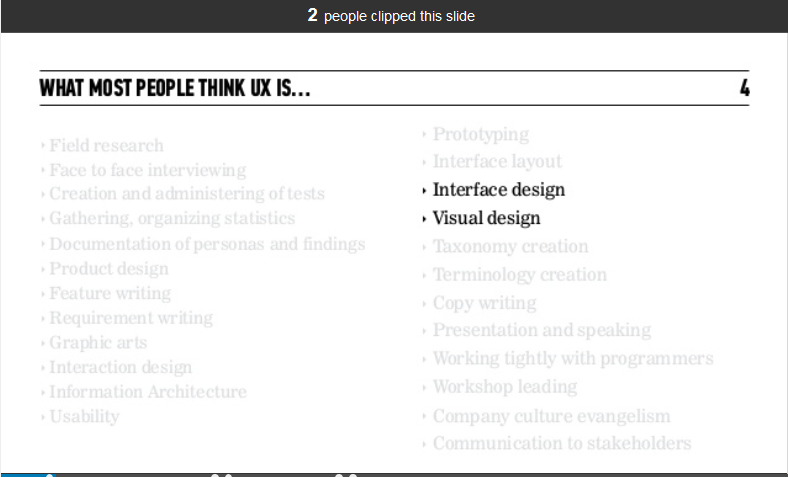 2 people clipped this slide
WHAT MOST PEOPLE THINK UX IS... 4
‣ Field research
‣ Face to face interviewing
‣ Creation and administering of tests
‣ Gathering, organizing statistics
‣ Documentation of personas and findings
‣ Product design
‣ Feature writing
‣ Requirement writing
‣ Graphic arts
‣ Interaction design
‣ Information Architecture
‣ Usability
‣ Prototyping
‣ Interface layout
‣ Interface design
‣ Visual design
‣ Taxonomy creation
‣ Terminology creation
‣ Copy writing
‣ Presentation and speaking
‣ Working tightly with programmers
‣ Workshop leading
‣ Company culture evangelism
‣ Communication to stakeholders